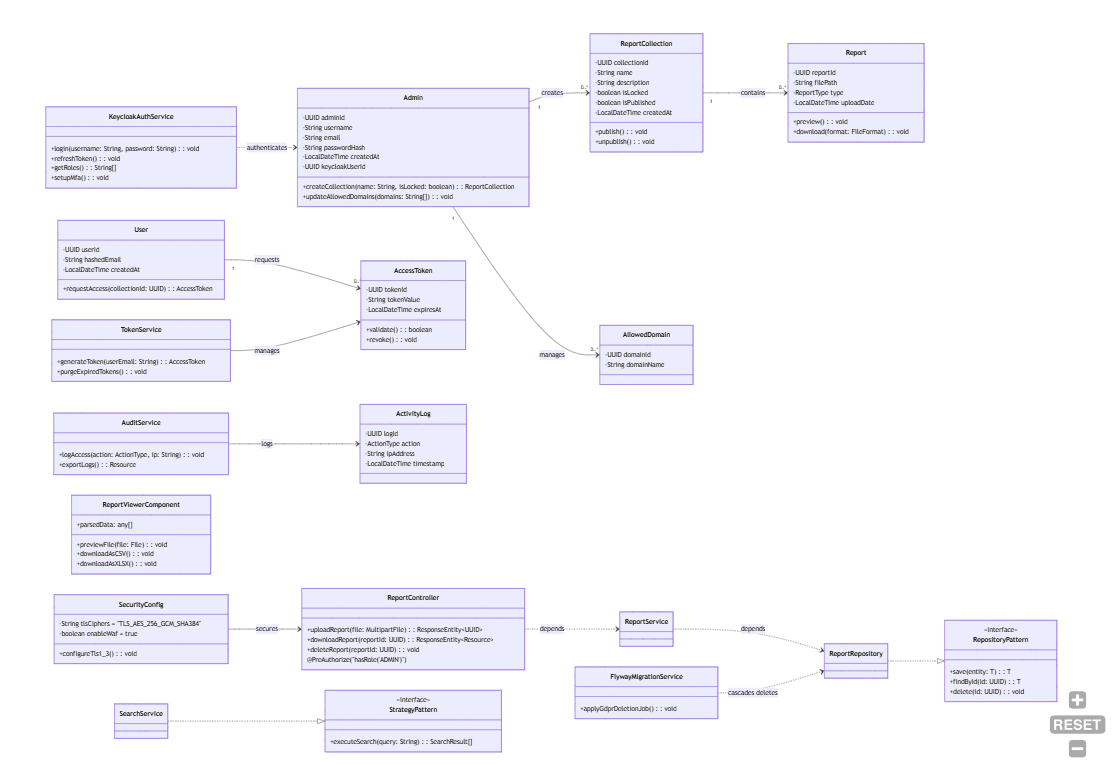 ReportCollection
-UUID collectionId
-String name
-String description
-boolean isLocked
-boolean isPublished
-LocalDateTime createdAt
+publish() : : void
+unpublish() : : void
Report
-UUID reportId
-String filePath
-ReportType type
-LocalDateTime uploadDate
+preview() : : void
+download(format: FileFormat) : : void
creates
1
0..*
contains
1
0..*
Admin
-UUID adminId
-String username
-String email
-String passwordHash
-LocalDateTime createdAt
-UUID keycloakUserId
+createCollection(name: String, isLocked: boolean) : : ReportCollection
+updateAllowedDomains(domains: String[]) : : void
KeycloakAuthService
+login(username: String, password: String) : : void
+refreshToken() : : void
+getRoles() : : String[]
+setupMfa() : : void
authenticates
1
User
-UUID userId
-String hashedEmail
-LocalDateTime createdAt
+requestAccess(collectionId: UUID) : : AccessToken
requests
1
0..
AccessToken
-UUID tokenId
-String tokenValue
-LocalDateTime expiresAt
+validate() : : boolean
+revoke() : : void
TokenService
+generateToken(userEmail: String) : : AccessToken
+purgeExpiredTokens() : : void
manages
manages
0..*
AllowedDomain
-UUID domainId
-String domainName
AuditService
+logAccess(action: ActionType, ip: String) : : void
+exportLogs() : : Resource
logs
ActivityLog
-UUID logId
-ActionType action
-String ipAddress
-LocalDateTime timestamp
ReportViewerComponent
+parsedData: any[]
+previewFile(file: File) : : void
+downloadAsCSV() : : void
+downloadAsXLSX() : : void
SecurityConfig
-String tlsCiphers = "TLS_AES_256_GCM_SHA384"
-boolean enableWaf = true
+configureTls1_3() : : void
secures
ReportController
+uploadReport(file: MultipartFile) : : ResponseEntity<UUID>
+downloadReport(reportId: UUID) : : ResponseEntity<Resource>
+deleteReport(reportId: UUID) : : void
@PreAuthorize("hasRole('ADMIN')")
depends
ReportService
depends
ReportRepository
«interface»
RepositoryPattern
+save(entity: T) : : T
+findById(id: UUID) : : T
+delete(id: UUID) : : void
FlywayMigrationService
+applyGdprDeletionJob() : : void
cascades deletes
SearchService
«interface»
StrategyPattern
+executeSearch(query: String) : : SearchResult[]
RESET